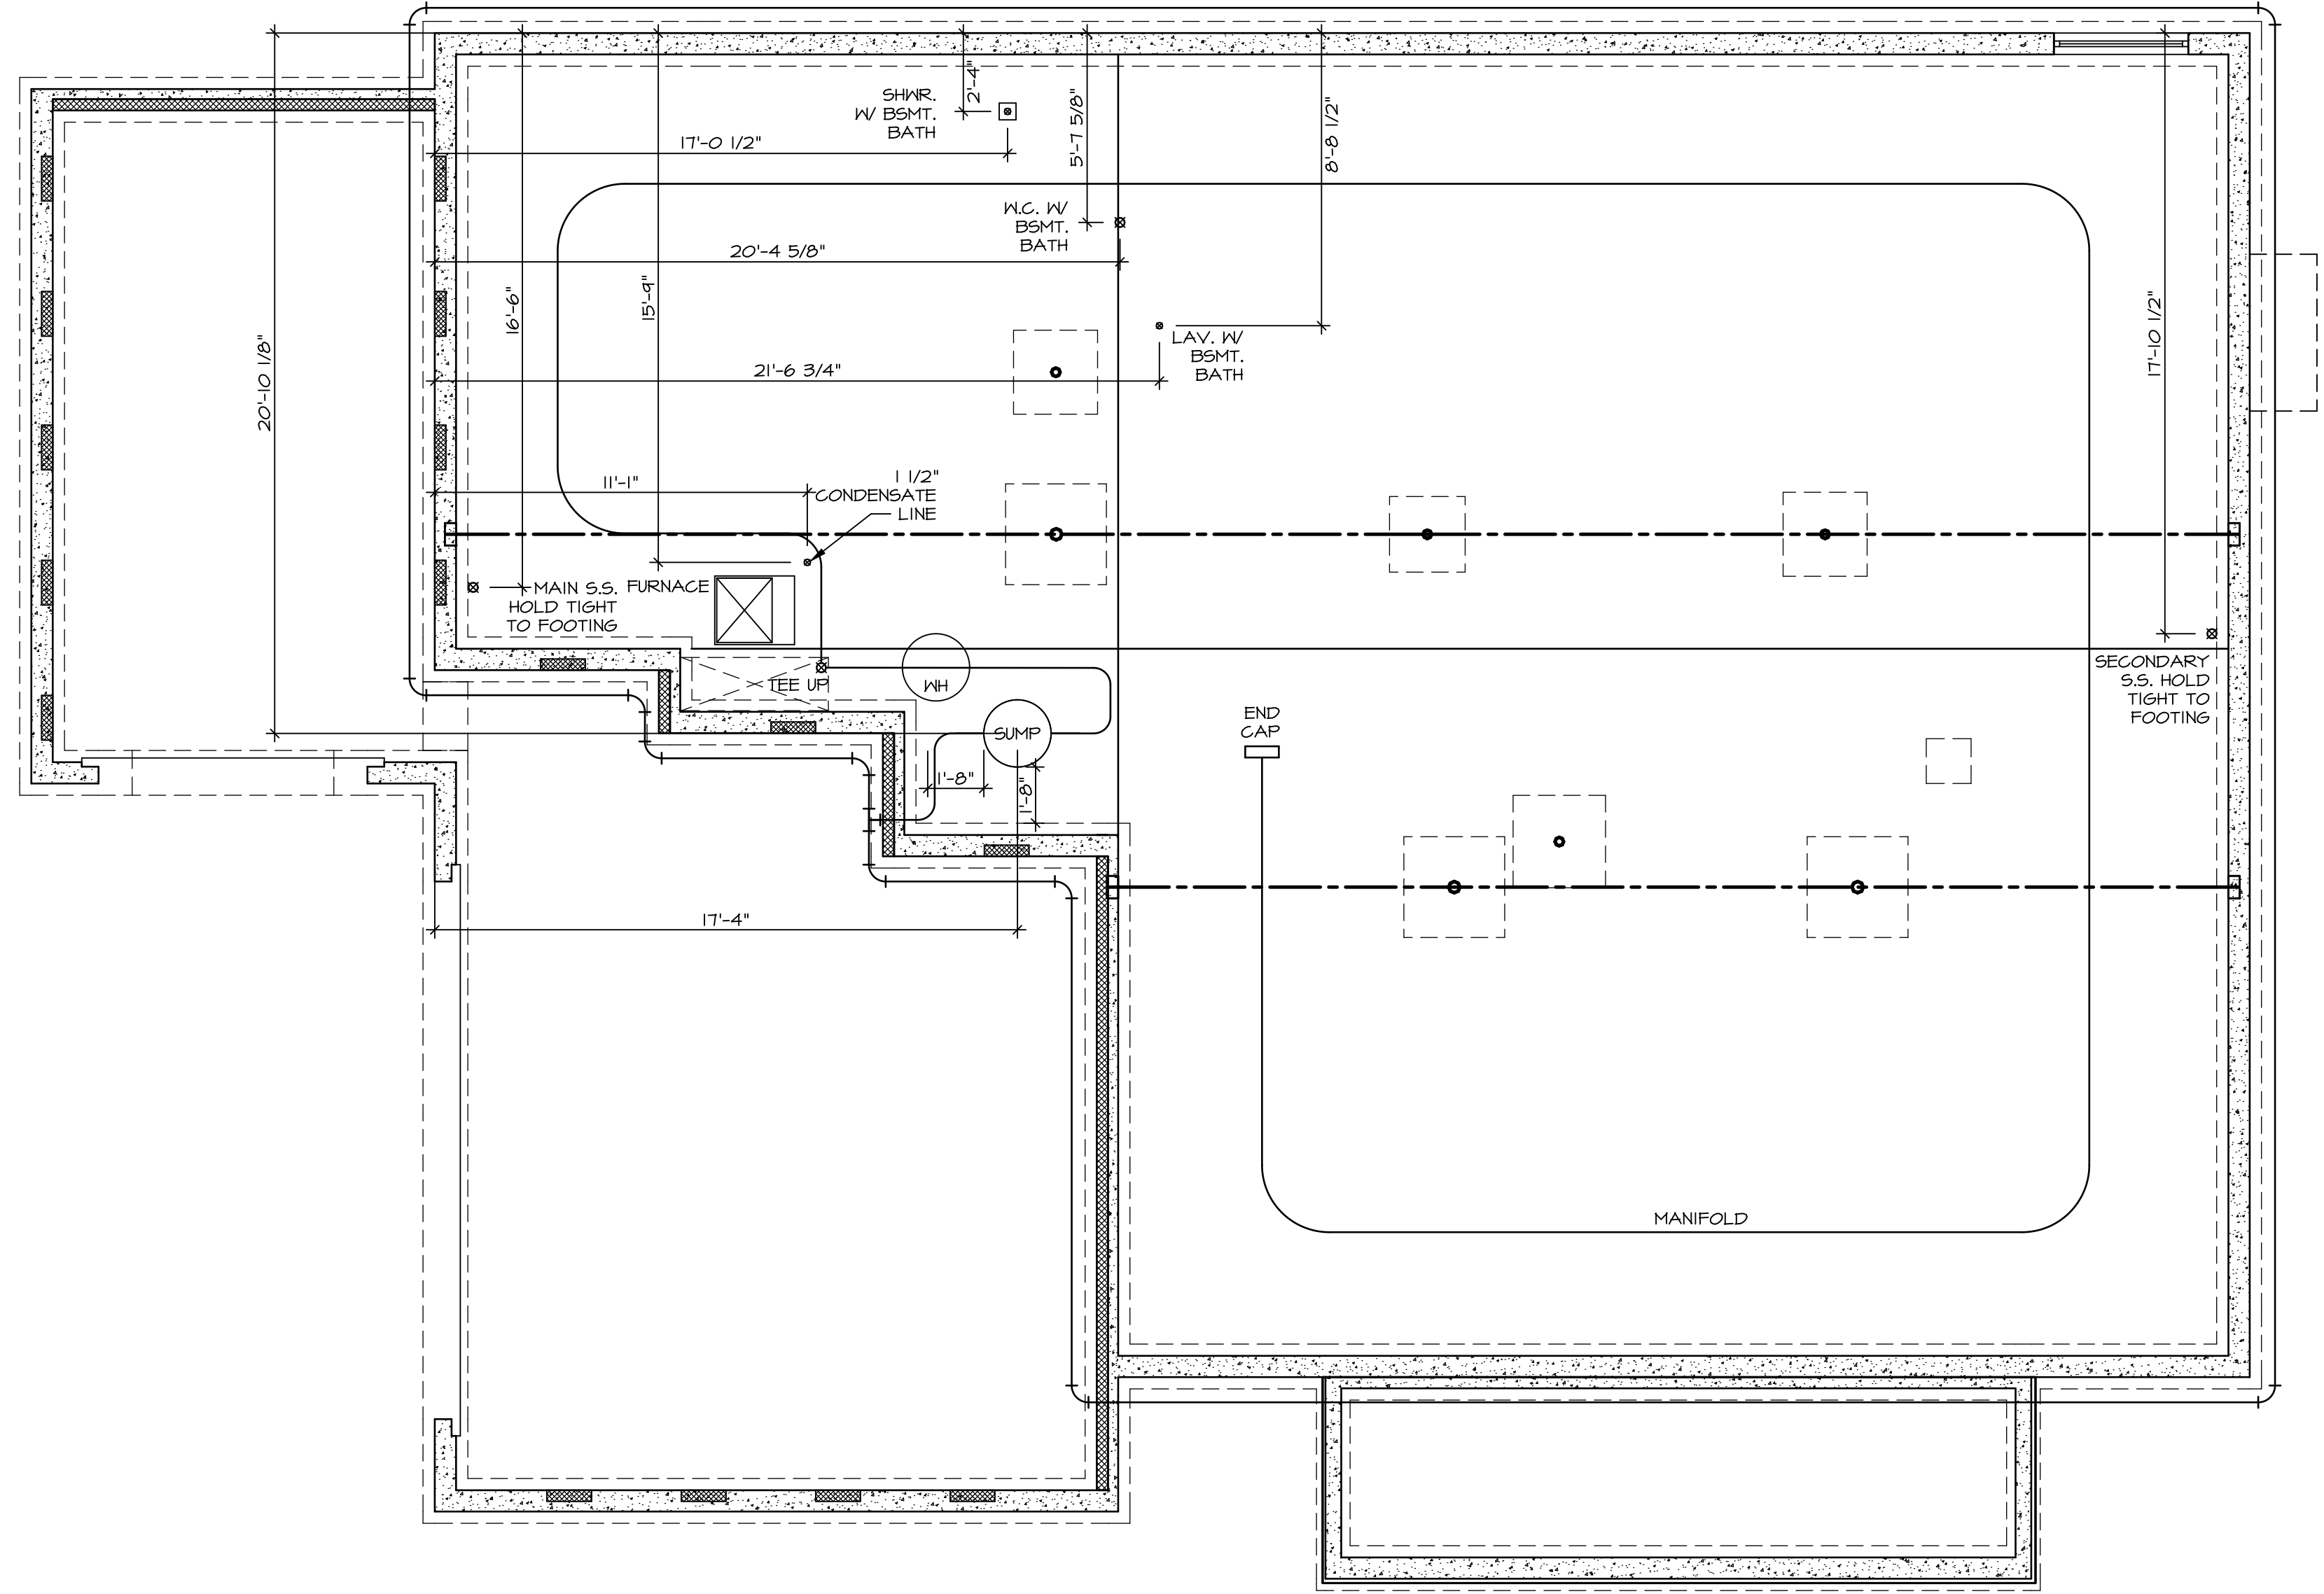 2'-4"
SHWR.
W/ BSMT.
BATH
5'-7 5/8"
8'-8 1/2"
17'-0 1/2"
W.C. W/
BSMT.
BATH
20'-4 5/8"
16'-6"
15'-9"
17'-10 1/2"
20'-10 1/8"
LAV. W/
BSMT.
BATH
21'-6 3/4"
11'-1"
1 1/2"
CONDENSATE
LINE
MAIN S.S.
HOLD TIGHT
TO FOOTING
FURNACE
TEE UP
WH
SECONDARY
S.S. HOLD
TIGHT TO
FOOTING
END
CAP
SUMP
1'-8"
1'-8"
17'-4"
MANIFOLD